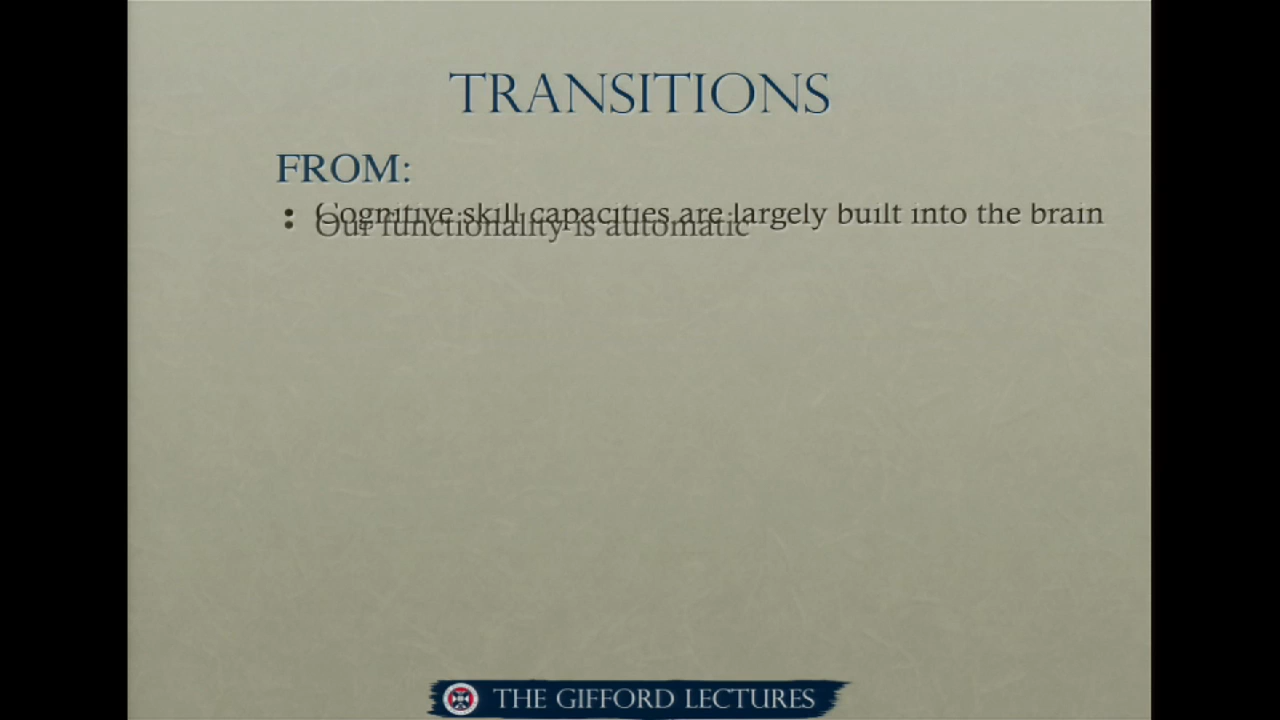 TRANSITIONS
FROM:
• Cognitive skill capacities are largely built into the brain
• Our functionality is automatic
THE GIFFORD LECTURES